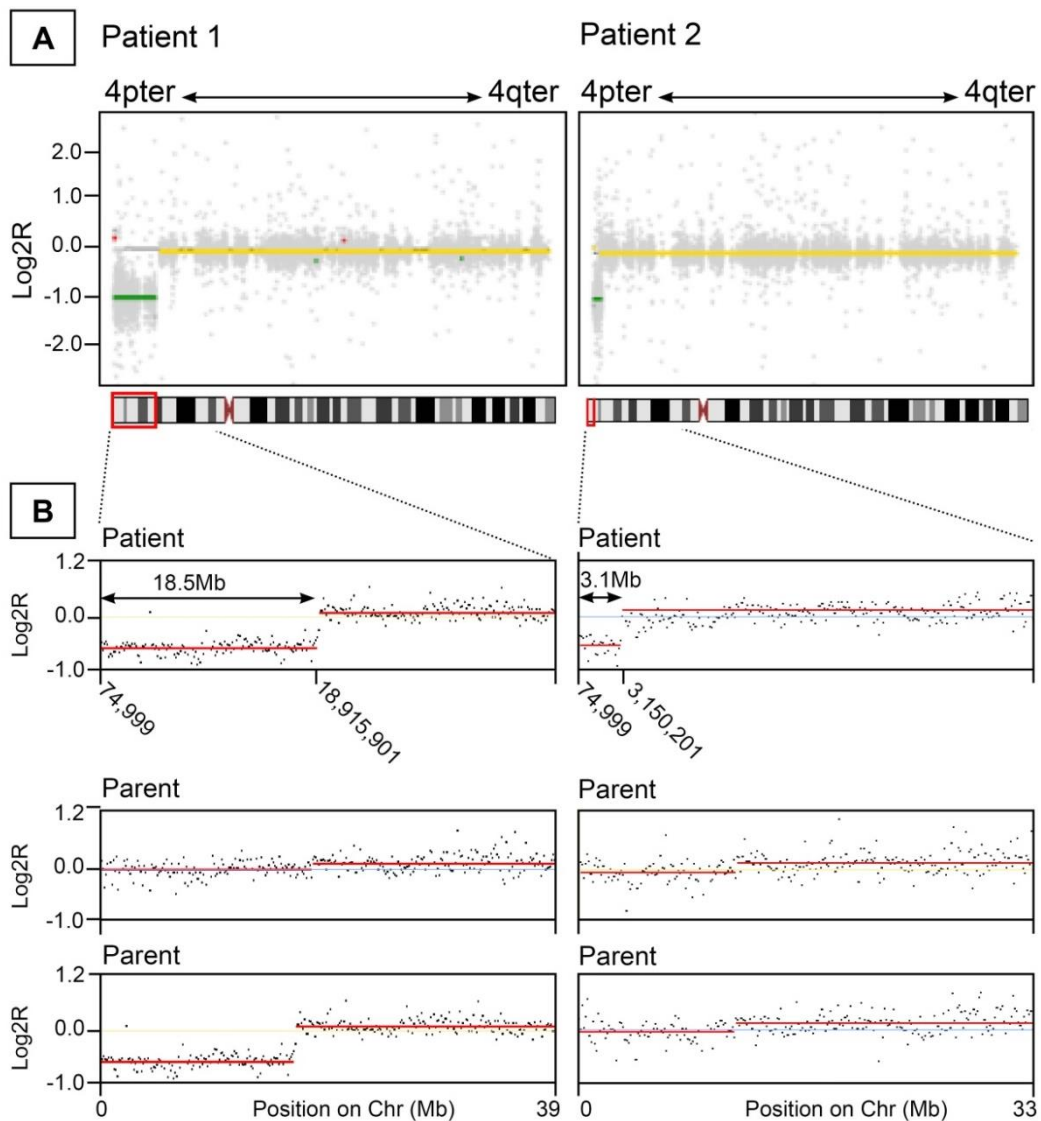 A Patient 1 Patient 2
4pter 4qter 4pter 4qter
2.0
1.0
0.0
-1.0
-2.0
Log2R
B
Patient Patient
1.2
0.0
-1.0
Log2R
18.5Mb 3.1Mb
74,999 18,915,901 74,999 3,150,201
Parent Parent
1.2
0.0
-1.0
Log2R
Parent Parent
1.2
0.0
-1.0
Log2R
0 Position on Chr (Mb) 39 0 Position on Chr (Mb) 33